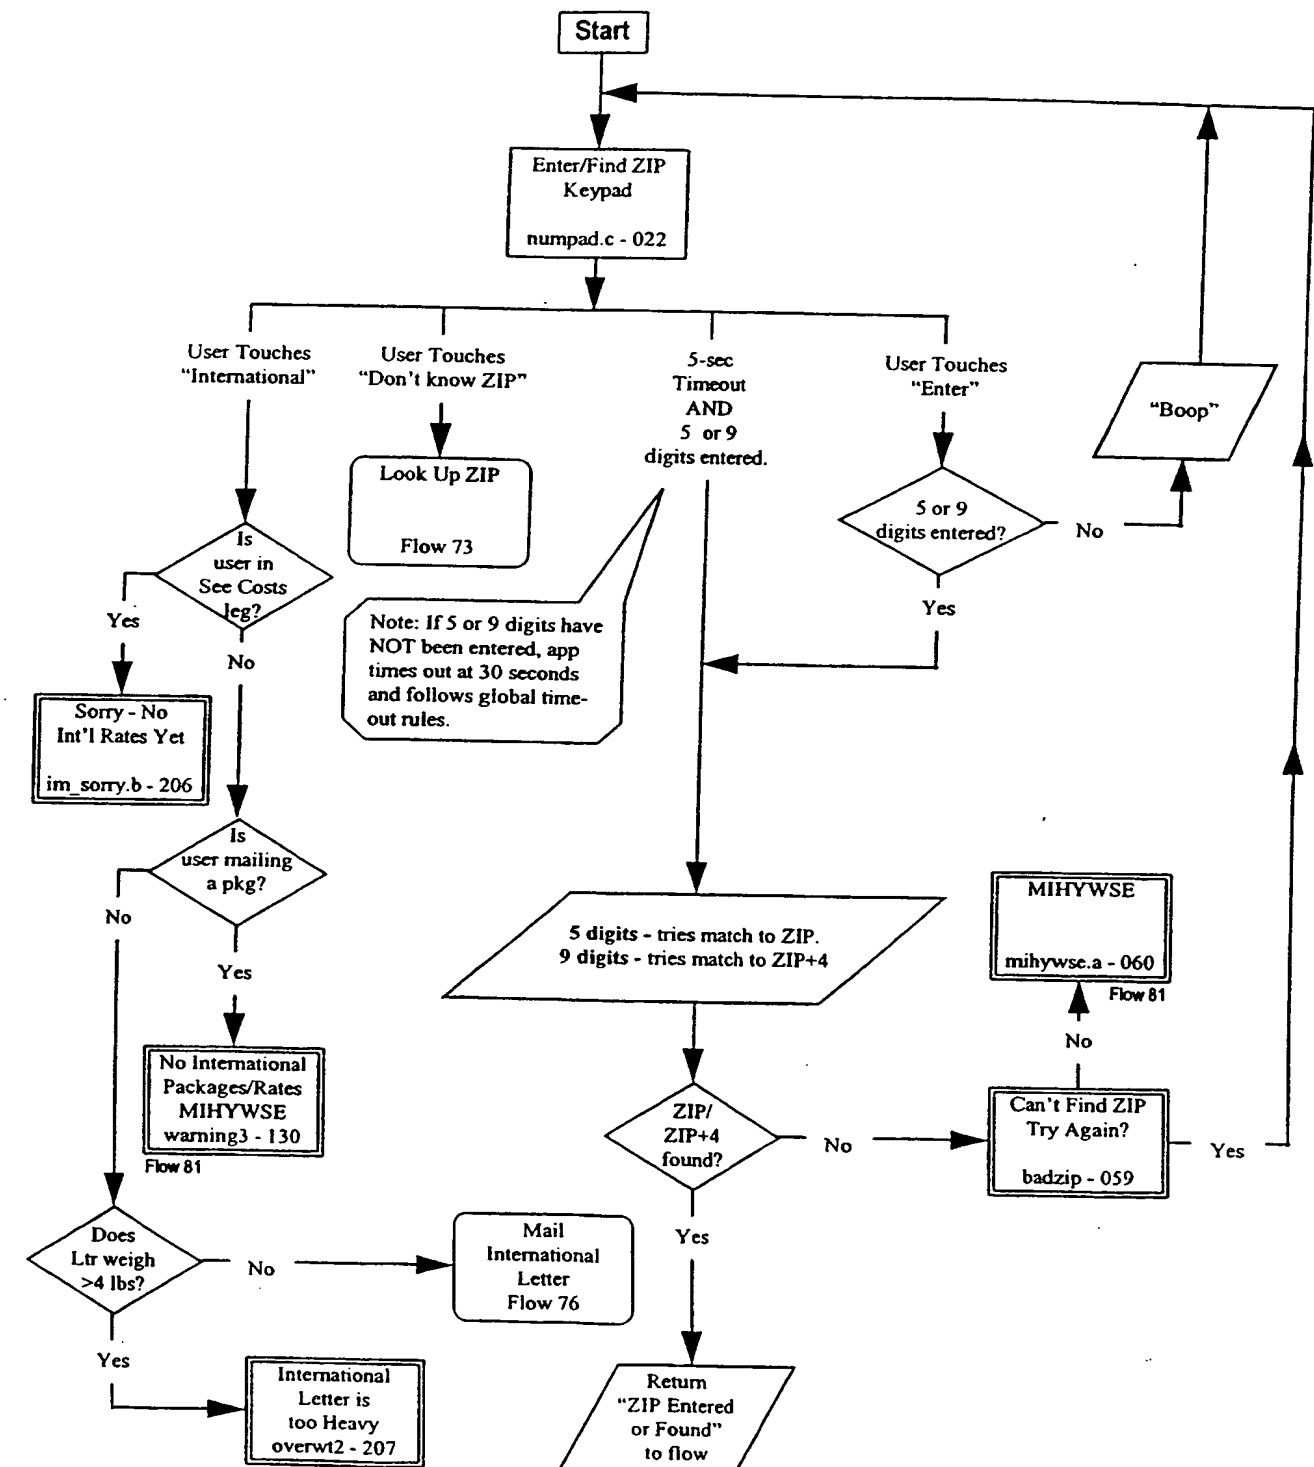 Start
Enter/Find ZIP
Keypad
numpad.c - 022
User Touches
“International”
User Touches
“Don't know ZIP”
5-sec
Timeout
AND
5 or 9
digits entered.
User Touches
“Enter”
“Boop”
Look Up ZIP
Flow 73
5 or 9
digits entered?
No
Yes
Is
user in
See Costs
leg?
Yes
No
Note: If 5 or 9 digits have
NOT been entered, app
times out at 30 seconds
and follows global time-
out rules.
Sorry - No
Int'l Rates Yet
im_sorry.b - 206
Is
user mailing
a pkg?
No
Yes
5 digits - tries match to ZIP.
9 digits - tries match to ZIP+4
MIHYWSE
mihywse.a - 060
Flow 81
No
No International
Packages/Rates
MIHYWSE
warning3 - 130
Flow 81
ZIP/
ZIP+4
found?
No
Can't Find ZIP
Try Again?
badzip - 059
Yes
Yes
Does
Ltr weigh
>4 lbs?
No
Mail
International
Letter
Flow 76
Yes
International
Letter is
too Heavy
overwt2 - 207
Return
“ZIP Entered
or Found”
to flow